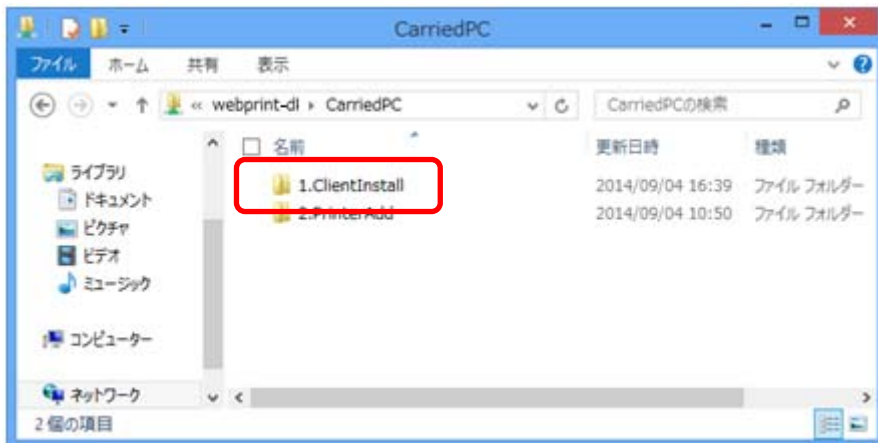 CarriedPC
ファイル ホーム 共有 表示
« webprint-dl ▸ CarriedPC CarriedPCの検索
名前 更新日時 種類
1.ClientInstall 2014/09/04 16:39 ファイル フォルダー
2.PrinterAdd 2014/09/04 10:50 ファイル フォルダー
ライブラリ
ドキュメント
ピクチャ
ビデオ
ミュージック
コンピューター
ネットワーク
2 個の項目